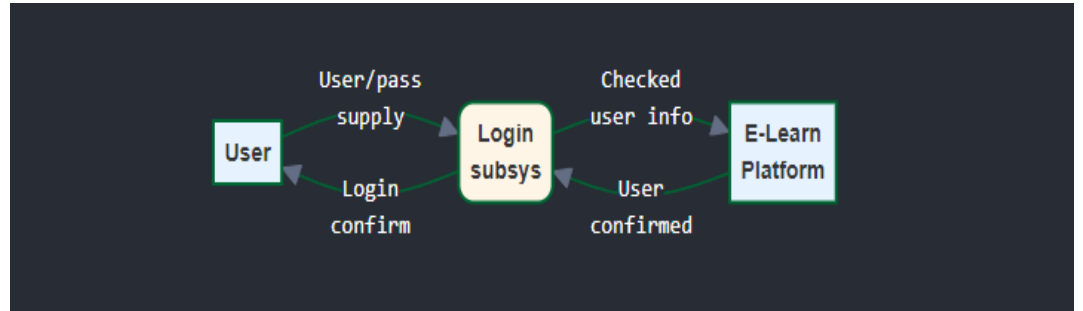 User/pass
supply
Checked
user info
User
Login
subsys
E-Learn
Platform
Login
confirm
User
confirmed